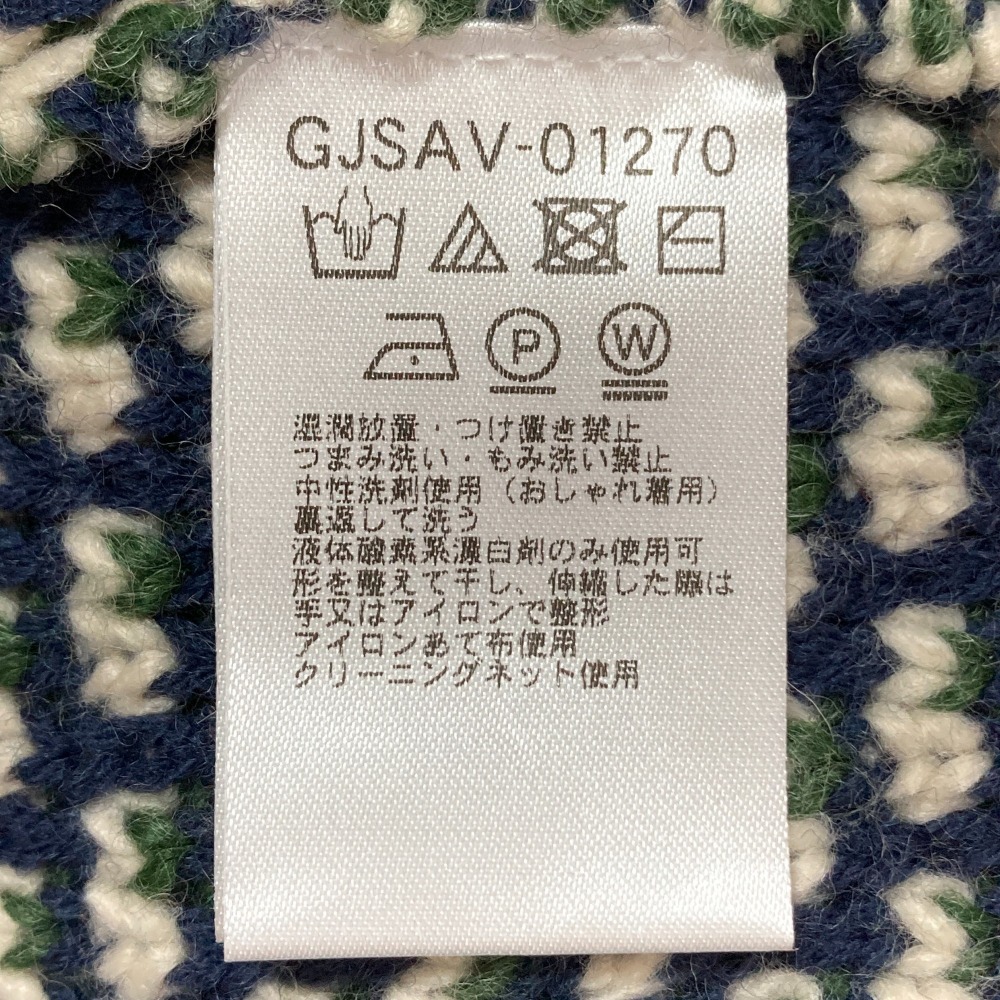 GJSAV-01270
P W
湿潤放置・つけ置き禁止
つまみ洗い・もみ洗い禁止
中性洗剤使用（おしゃれ着用）
裏返して洗う
液体酸素系漂白剤のみ使用可
形を整えて干し、伸縮した際は
手又はアイロンで整形
アイロンあて布使用
クリーニングネット使用